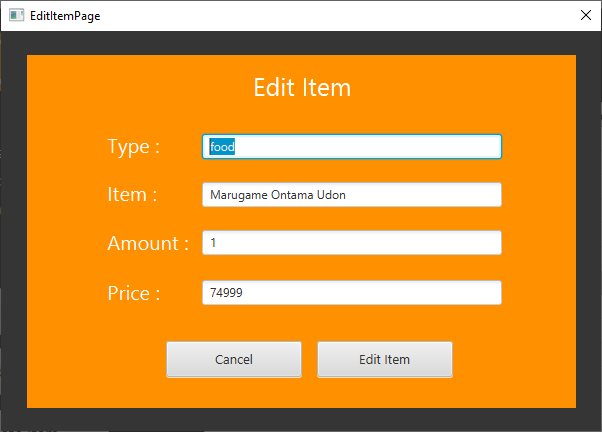 EditItemPage
Edit Item
Type : food
Item : Marugame Ontama Udon
Amount : 1
Price : 74999
Cancel Edit Item